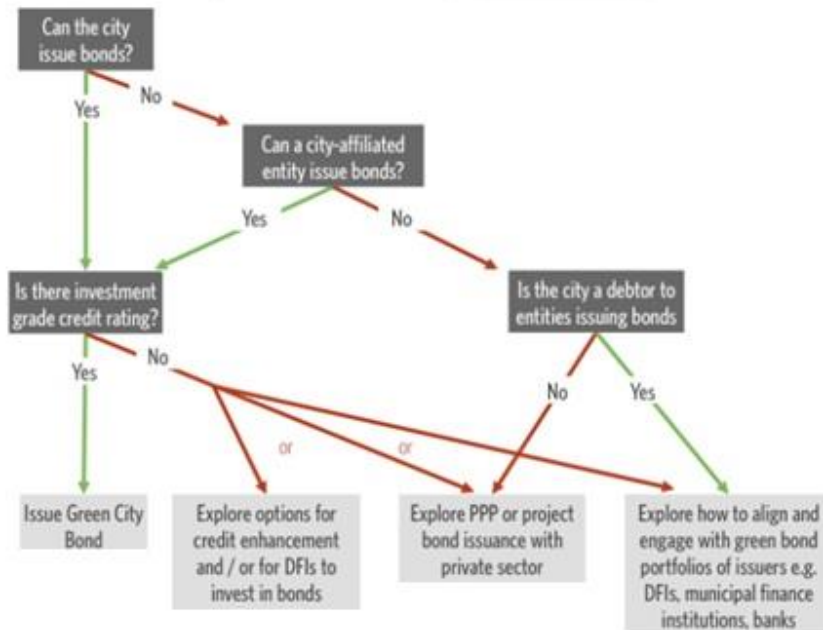 Can the city
issue bonds?
No
Yes
Can a city-affiliated
entity issue bonds?
Yes
No
Is there investment
grade credit rating?
Is the city a debtor to
entities issuing bonds
No
Yes
No
Yes
or
or
Issue Green City
Bond
Explore options for
credit enhancement
and / or for DFIs to
invest in bonds
Explore PPP or project
bond issuance with
private sector
Explore how to align and
engage with green bond
portfolios of issuers e.g.
DFIs, municipal finance
institutions, banks